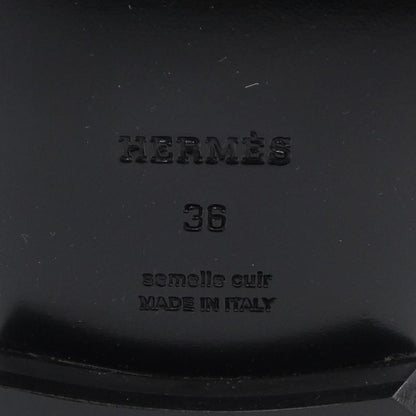 HERMÈS
36
semelle cuir
MADE IN ITALY